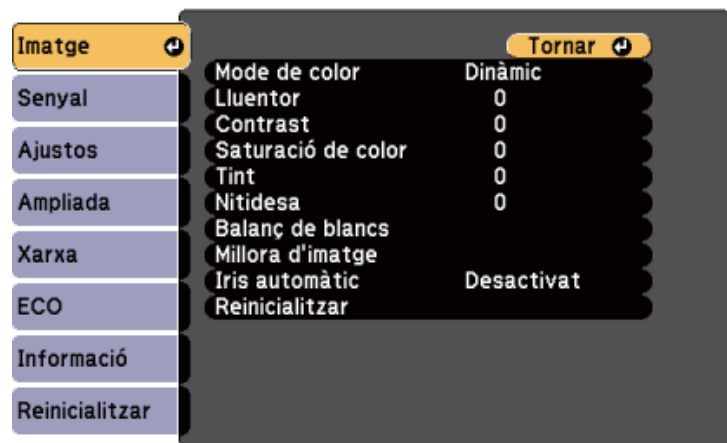 Imatge
Senyal
Ajustos
Ampliada
Xarxa
ECO
Informació
Reinicialitzar
Tornar
Mode de color Dinàmic
Lluentor 0
Contrast 0
Saturació de color 0
Tint 0
Nitidesa 0
Balanç de blancs
Millora d'imatge
Iris automàtic Desactivat
Reinicialitzar